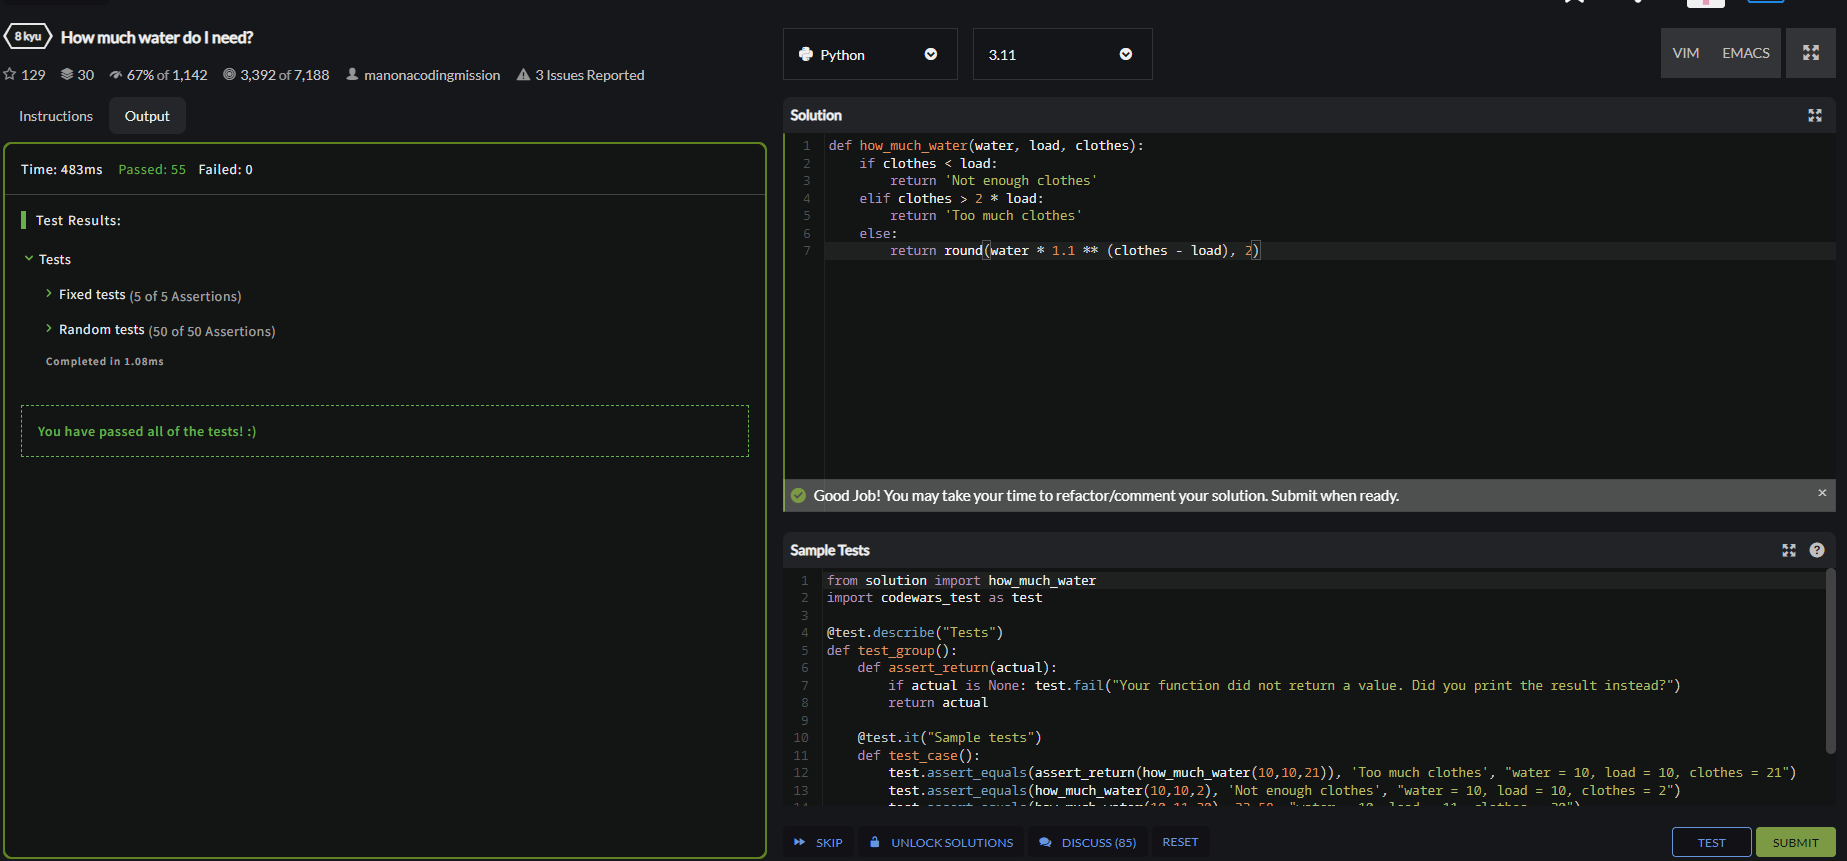 8 kyu How much water do I need?
129 30 67% of 1,142 3,392 of 7,188 manonacodingmission 3 Issues Reported
Instructions Output
Time: 483ms Passed: 55 Failed: 0
Test Results:
Tests
Fixed tests (5 of 5 Assertions)
Random tests (50 of 50 Assertions)
Completed in 1.08ms
You have passed all of the tests! :)
Python 3.11 VIM EMACS
Solution
1 def how_much_water(water, load, clothes):
2     if clothes < load:
3         return 'Not enough clothes'
4     elif clothes > 2 * load:
5         return 'Too much clothes'
6     else:
7         return round(water * 1.1 ** (clothes - load), 2)
Good Job! You may take your time to refactor/comment your solution. Submit when ready. ×
Sample Tests ?
1 from solution import how_much_water
2 import codewars_test as test
3
4 @test.describe("Tests")
5 def test_group():
6     def assert_return(actual):
7         if actual is None: test.fail("Your function did not return a value. Did you print the result instead?")
8         return actual
9
10     @test.it("Sample tests")
11     def test_case():
12         test.assert_equals(assert_return(how_much_water(10,10,21)), 'Too much clothes', "water = 10, load = 10, clothes = 21")
13         test.assert_equals(how_much_water(10,10,2), 'Not enough clothes', "water = 10, load = 10, clothes = 2")
SKIP UNLOCK SOLUTIONS DISCUSS (85) RESET TEST SUBMIT